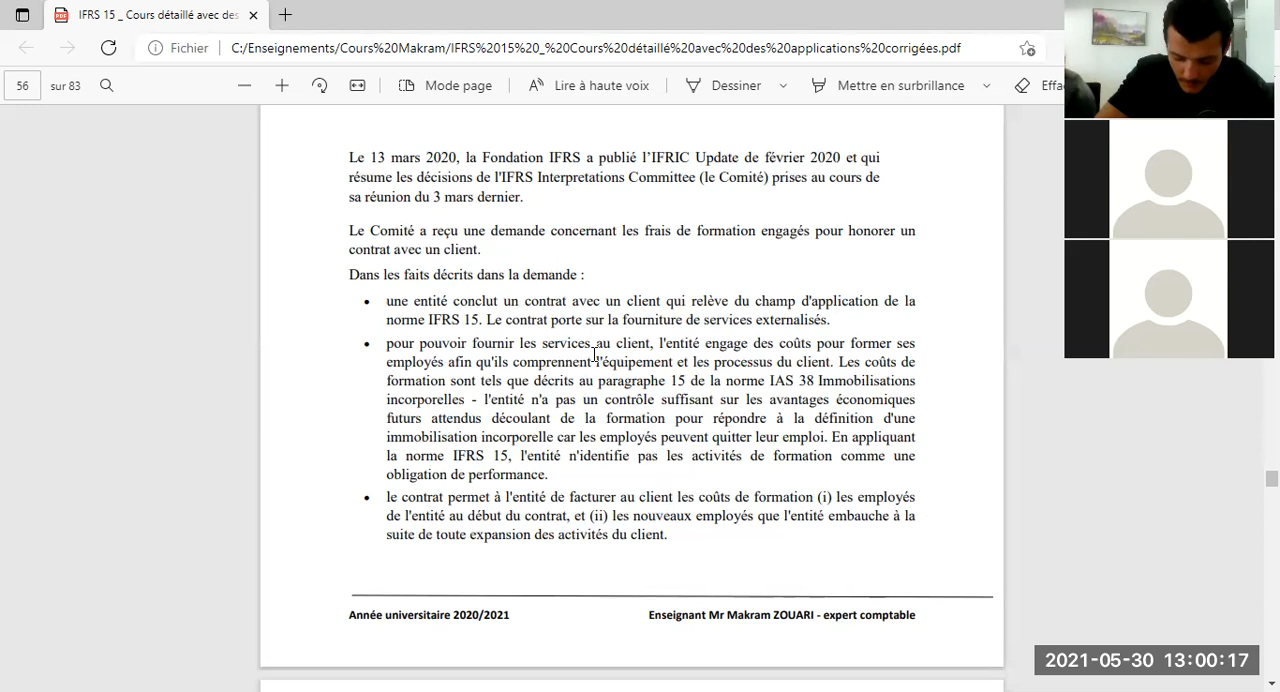 IFRS 15 _ Cours détaillé avec des
Fichier
C:/Enseignements/Cours%20Makram/IFRS%2015%20_%20Cours%20détaillé%20avec%20des%20applications%20corrigées.pdf
56 sur 83
Mode page
Lire à haute voix
Dessiner
Mettre en surbrillance
Effa
Le 13 mars 2020, la Fondation IFRS a publié l'IFRIC Update de février 2020 et qui
résume les décisions de l'IFRS Interpretations Committee (le Comité) prises au cours de
sa réunion du 3 mars dernier.
Le Comité a reçu une demande concernant les frais de formation engagés pour honorer un
contrat avec un client.
Dans les faits décrits dans la demande :
• une entité conclut un contrat avec un client qui relève du champ d'application de la
norme IFRS 15. Le contrat porte sur la fourniture de services externalisés.
• pour pouvoir fournir les services au client, l'entité engage des coûts pour former ses
employés afin qu'ils comprennent l'équipement et les processus du client. Les coûts de
formation sont tels que décrits au paragraphe 15 de la norme IAS 38 Immobilisations
incorporelles - l'entité n'a pas un contrôle suffisant sur les avantages économiques
futurs attendus découlant de la formation pour répondre à la définition d'une
immobilisation incorporelle car les employés peuvent quitter leur emploi. En appliquant
la norme IFRS 15, l'entité n'identifie pas les activités de formation comme une
obligation de performance.
• le contrat permet à l'entité de facturer au client les coûts de formation (i) les employés
de l'entité au début du contrat, et (ii) les nouveaux employés que l'entité embauche à la
suite de toute expansion des activités du client.
Année universitaire 2020/2021
Enseignant Mr Makram ZOUARI - expert comptable
2021-05-30 13:00:17